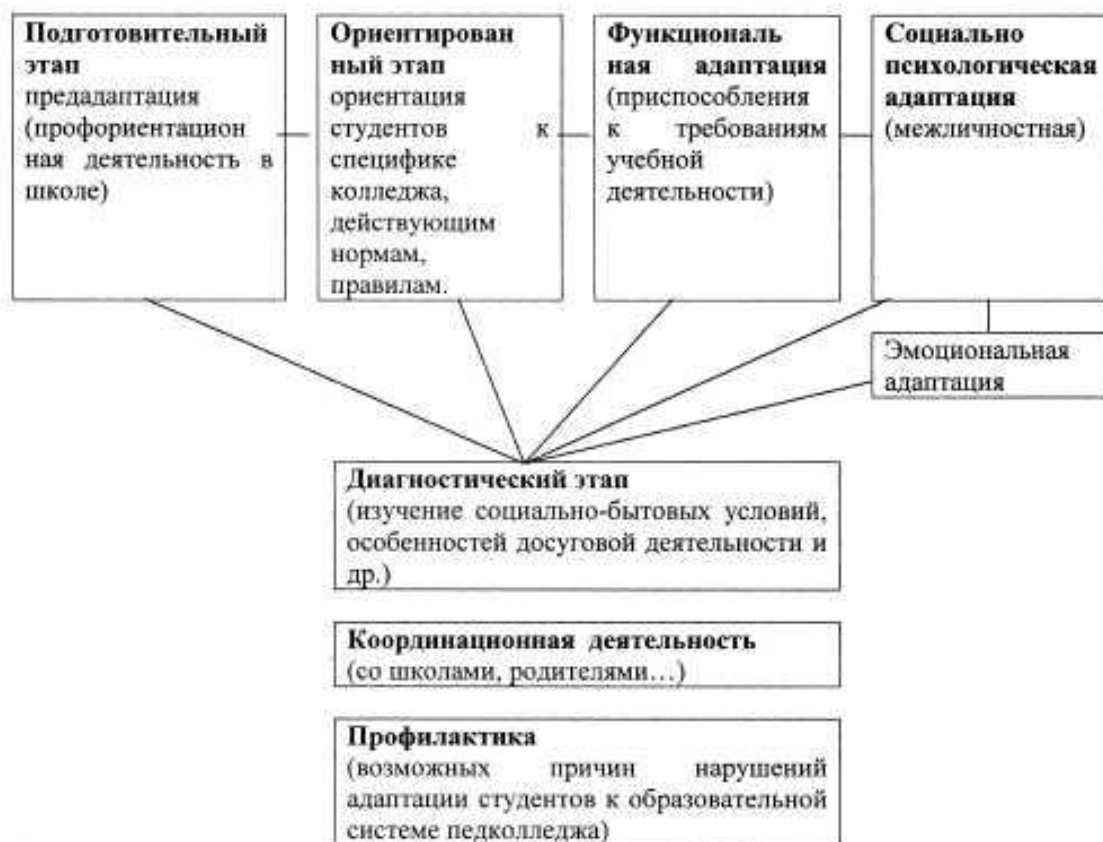 Подготовительный
этап
предадаптация
(профориентацион
ная деятельность в
школе)
Ориентирован
ный этап
ориентация
студентов к
специфике
колледжа,
действующим
нормам,
правилам.
Функциональ
ная адаптация
(приспособления
к требованиям
учебной
деятельности)
Социально
психологическая
адаптация
(межличностная)
Эмоциональная
адаптация
Диагностический этап
(изучение социально-бытовых условий,
особенностей досуговой деятельности и
др.)
Координационная деятельность
(со школами, родителями…)
Профилактика
(возможных причин нарушений
адаптации студентов к образовательной
системе педколледжа)